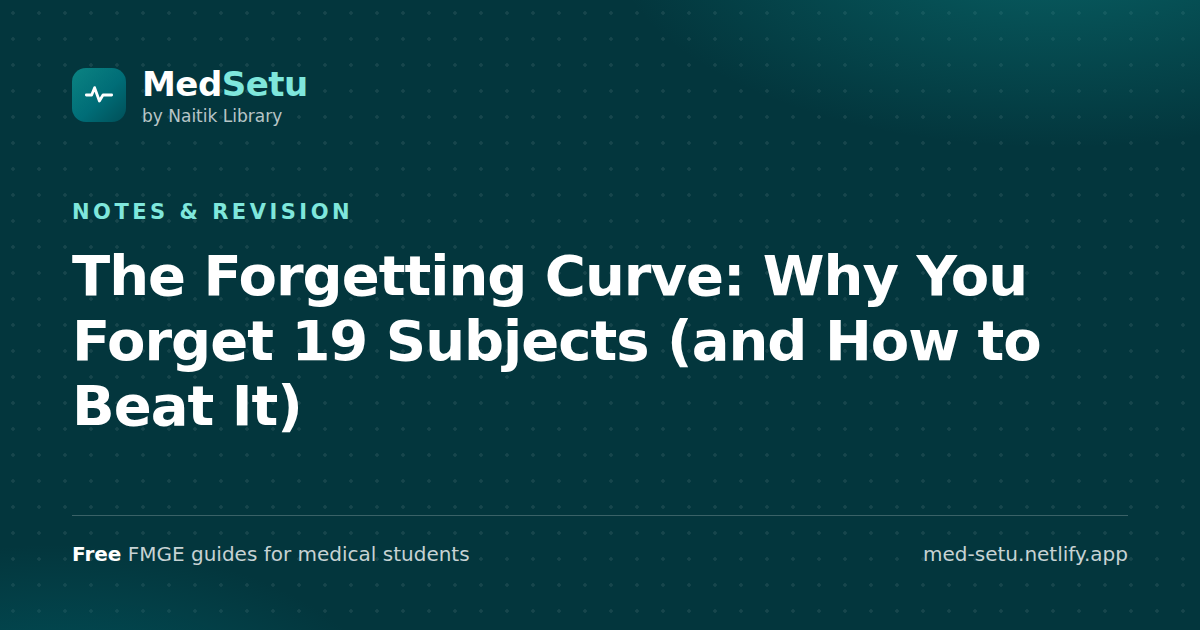 MedSetu
by Naitik Library
NOTES & REVISION
The Forgetting Curve: Why You
Forget 19 Subjects (and How to
Beat It)
Free FMGE guides for medical students
med-setu.netlify.app